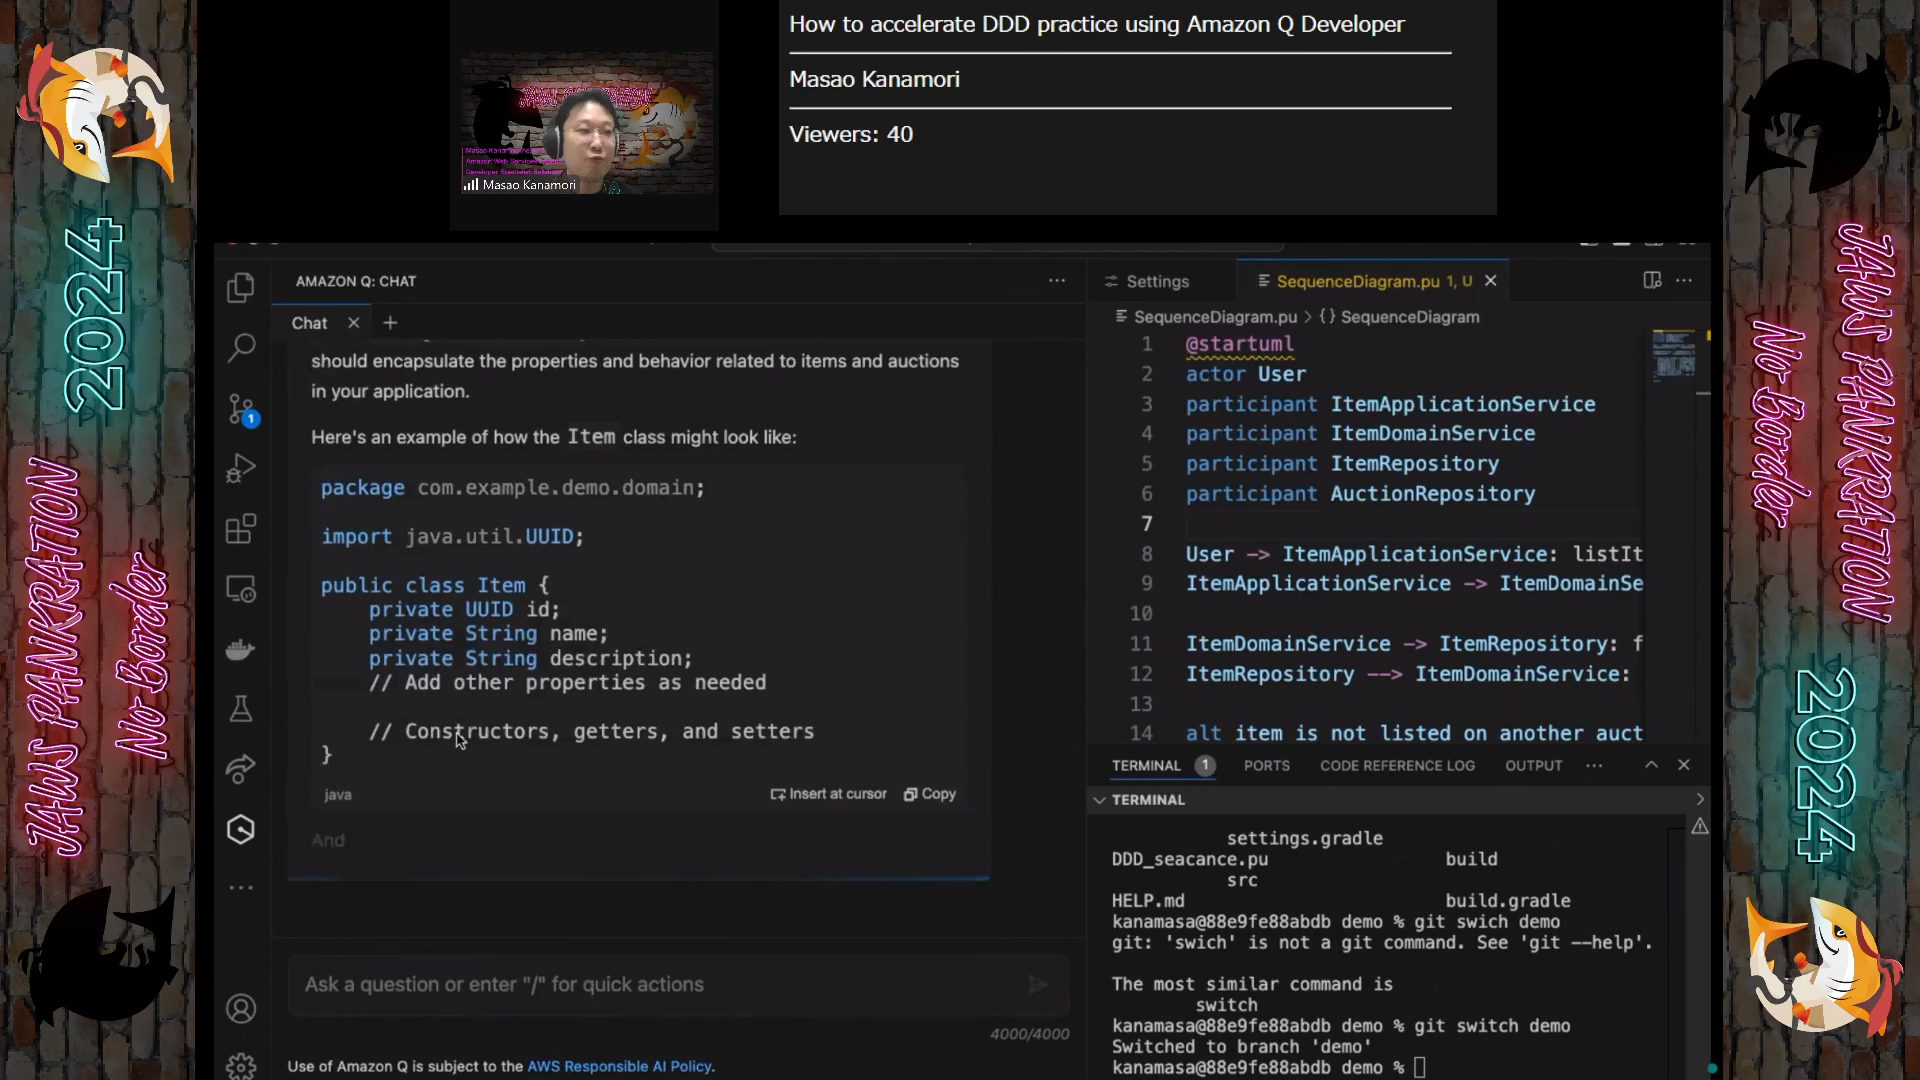 How to accelerate DDD practice using Amazon Q Developer
Masao Kanamori
Viewers: 40
JAWS PANKRATION
Masao Kanamori
Amazon Web Services
Developer Specialist
Masao Kanamori
2024
JAWS PANKRATION
No Border
JAWS PANKRATION
No Border
2024
AMAZON Q: CHAT
Chat
should encapsulate the properties and behavior related to items and auctions
in your application.
Here's an example of how the Item class might look like:
package com.example.demo.domain;
import java.util.UUID;
public class Item {
private UUID id;
private String name;
private String description;
// Add other properties as needed
// Constructors, getters, and setters
}
java
Insert at cursor
Copy
And
Ask a question or enter "/" for quick actions
4000/4000
Use of Amazon Q is subject to the AWS Responsible AI Policy.
1
Settings
SequenceDiagram.pu 1, U
SequenceDiagram.pu > {} SequenceDiagram
1 @startuml
2 actor User
3 participant ItemApplicationService
4 participant ItemDomainService
5 participant ItemRepository
6 participant AuctionRepository
7
8 User -> ItemApplicationService: listIt
9 ItemApplicationService -> ItemDomainSe
10
11 ItemDomainService -> ItemRepository: f
12 ItemRepository --> ItemDomainService:
13
14 alt item is not listed on another auct
TERMINAL 1 PORTS CODE REFERENCE LOG OUTPUT
TERMINAL
settings.gradle
DDD_seacance.pu build
src
HELP.md build.gradle
kanamasa@88e9fe88abdb demo % git swich demo
git: 'swich' is not a git command. See 'git --help'.
The most similar command is
switch
kanamasa@88e9fe88abdb demo % git switch demo
Switched to branch 'demo'
kanamasa@88e9fe88abdb demo %